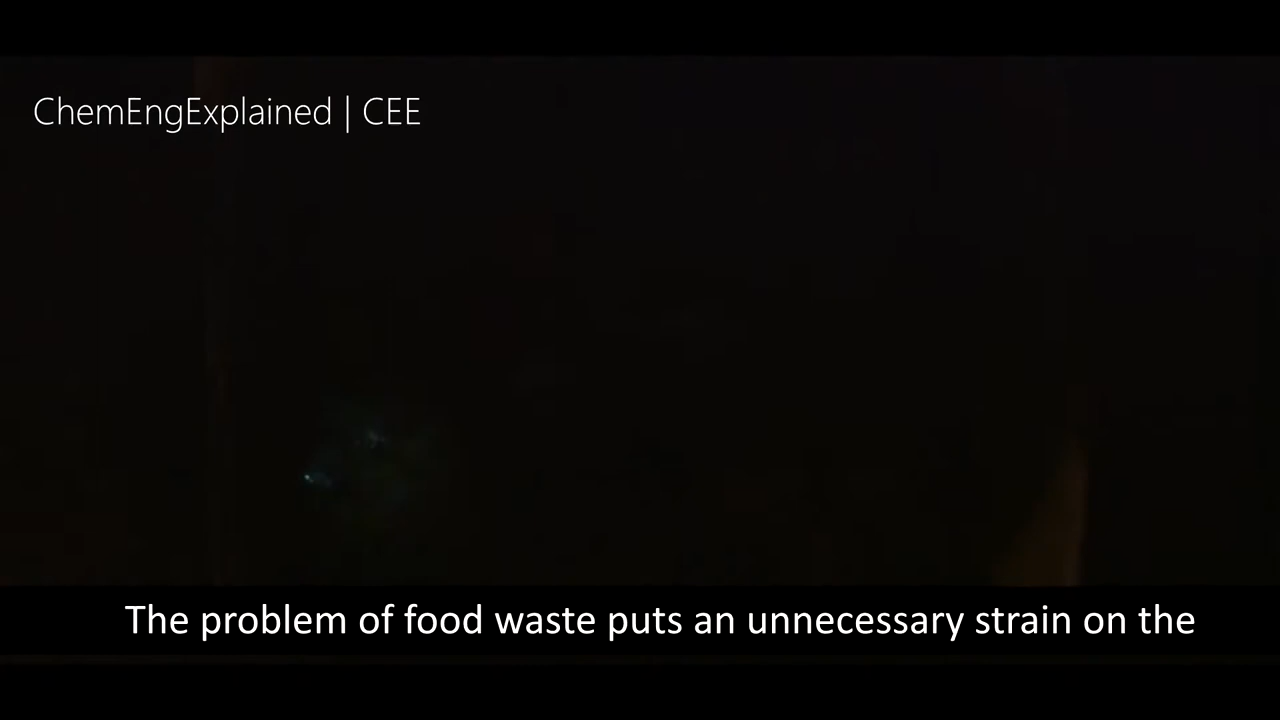 ChemEngExplained | CEE
The problem of food waste puts an unnecessary strain on the